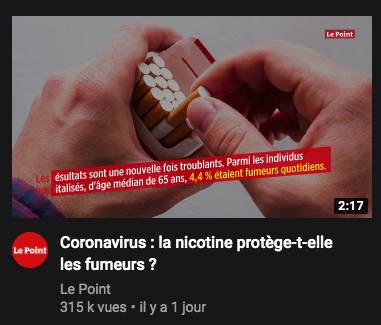 Le Point
Les ésultats sont une nouvelle fois troublants. Parmi les individus
italisés, d'âge médian de 65 ans, 4,4 % étaient fumeurs quotidiens.
2:17
Le Point
Coronavirus : la nicotine protège-t-elle
les fumeurs ?
Le Point
315 k vues • il y a 1 jour